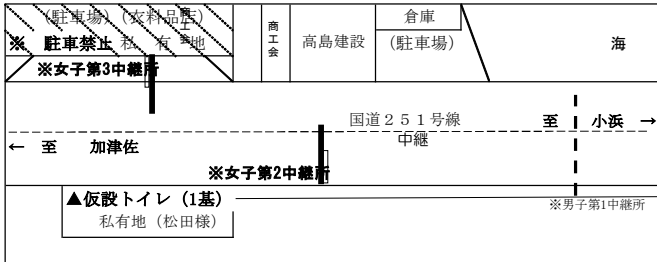 (駐車場)(衣料品店)
商工会
※ 駐車禁止 私 有 地
※女子第3中継所
商工会
高島建設
倉庫
(駐車場)
海
国道251号線
中継
至 小浜 →
← 至 加津佐
※女子第2中継所
▲仮設トイレ(1基)
私有地(松田様)
※男子第1中継所